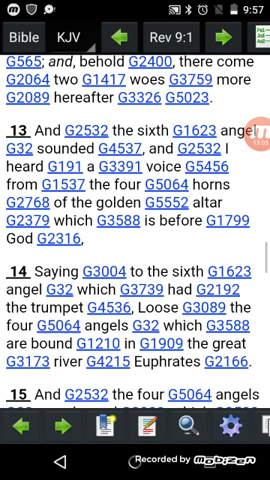 9:57
Bible KJV Rev 9:1
G565; and, behold G2400, there come
G2064 two G1417 woes G3759 more
G2089 hereafter G3326 G5023.
13 And G2532 the sixth G1623 angel
G32 sounded G4537, and G2532 I
heard G191 a G3391 voice G5456
from G1537 the four G5064 horns
G2768 of the golden G5552 altar
G2379 which G3588 is before G1799
God G2316,
14 Saying G3004 to the sixth G1623
angel G32 which G3739 had G2192
the trumpet G4536, Loose G3089 the
four G5064 angels G32 which G3588
are bound G1210 in G1909 the great
G3173 river G4215 Euphrates G2166.
15 And G2532 the four G5064 angels
Recorded by mobizen